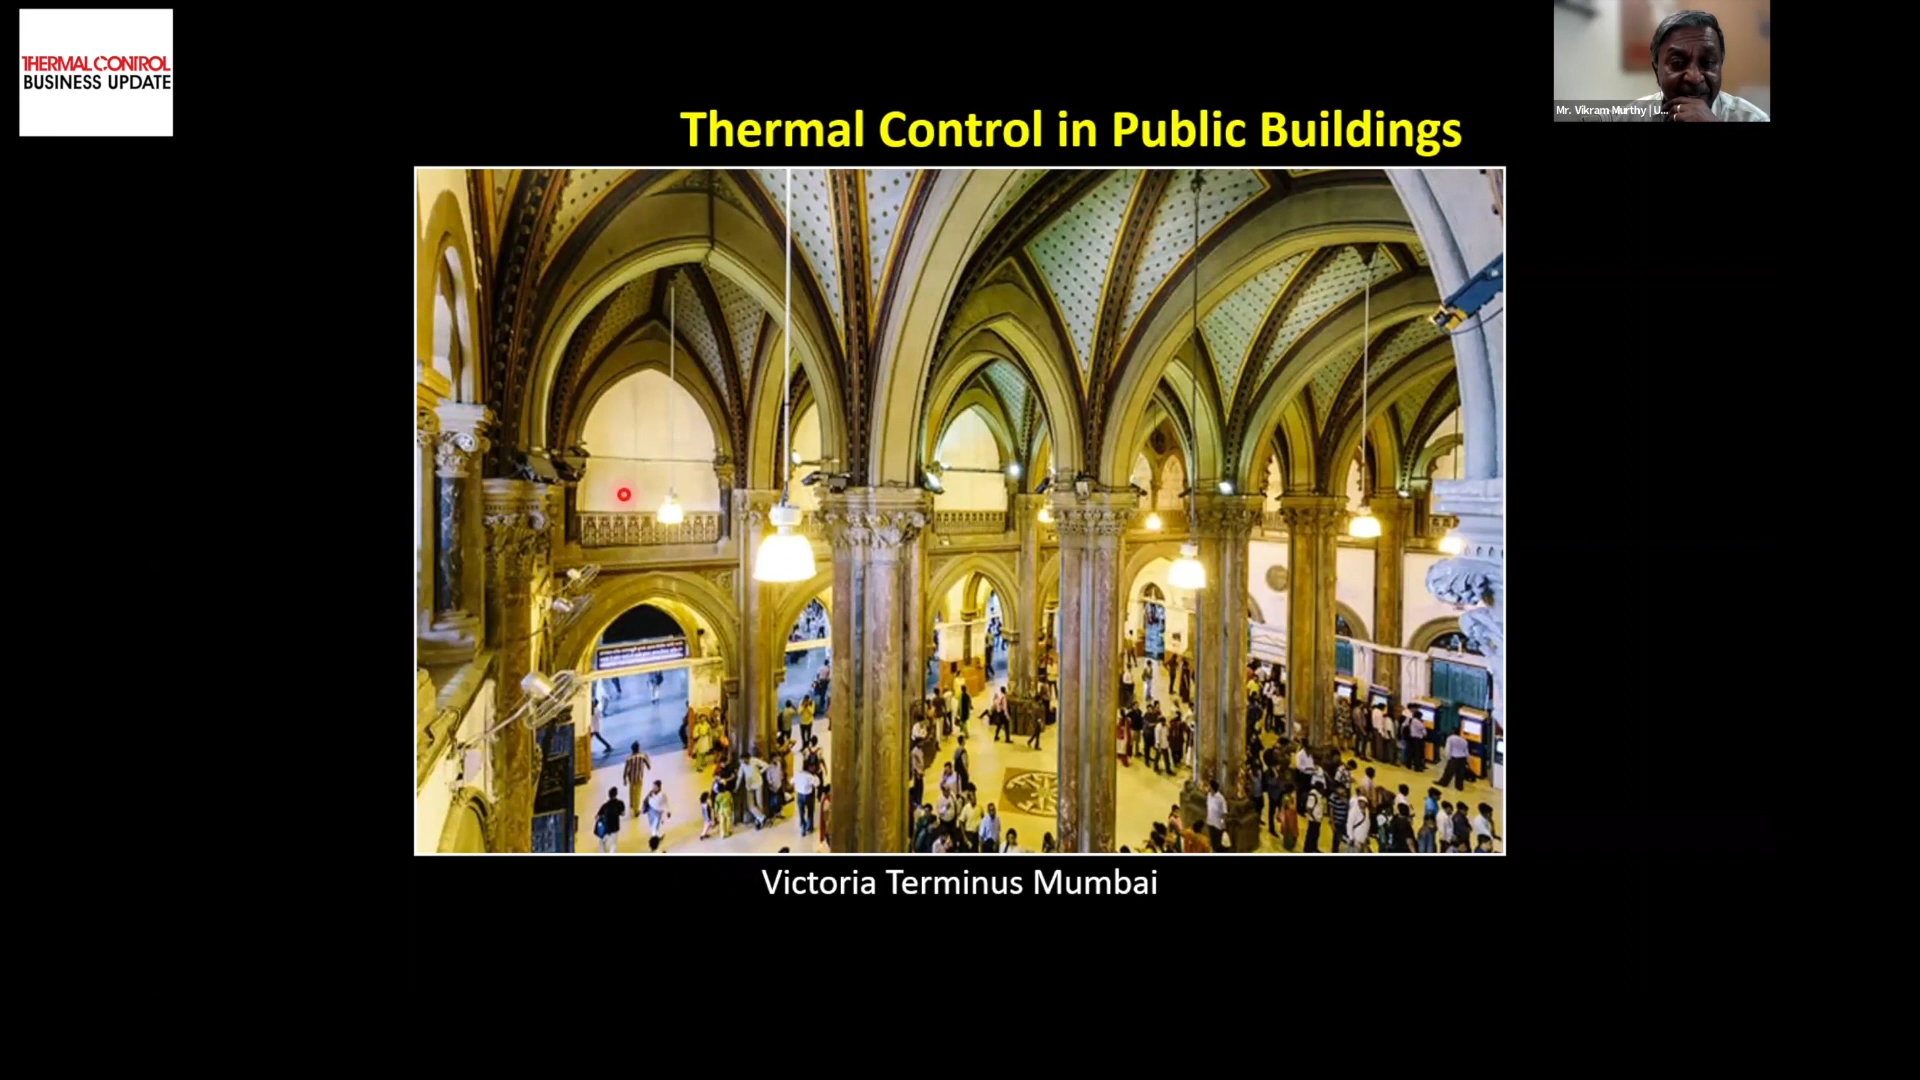 THERMAL CONTROL
BUSINESS UPDATE
Mr. Vikram Murthy | U...
Thermal Control in Public Buildings
Victoria Terminus Mumbai